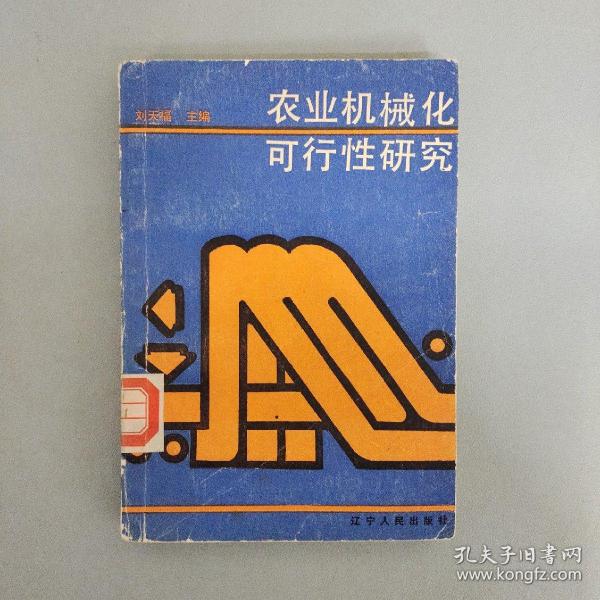 刘天福 主编
农业机械化
可行性研究
辽宁人民出版社
孔夫子旧书网
www.kongfz.com